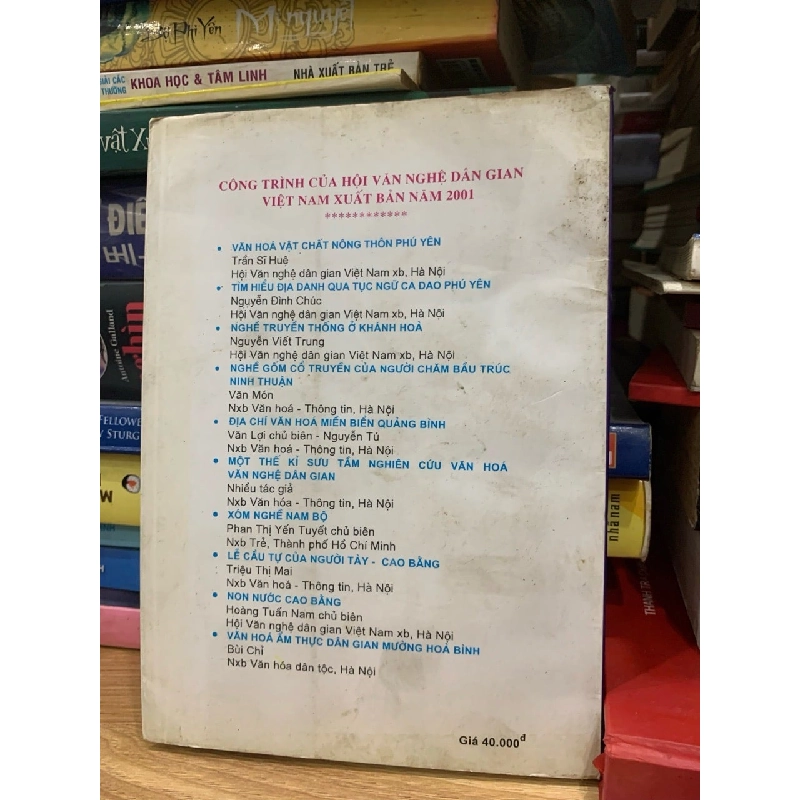 Bộ Phi Yến
KHOA HỌC & TÂM LINH
NHÀ XUẤT BẢN TRẺ
vật
CÔNG TRÌNH CỦA HỘI VĂN NGHỆ DÂN GIAN
VIỆT NAM XUẤT BẢN NĂM 2001
************
• VĂN HOÁ VẬT CHẤT NÔNG THÔN PHÚ YÊN
Trần Sĩ Huệ
Hội Văn nghệ dân gian Việt Nam xb, Hà Nội
• TÌM HIỂU ĐỊA DANH QUA TỤC NGỮ CA DAO PHÚ YÊN
Nguyễn Đình Chúc
Hội Văn nghệ dân gian Việt Nam xb, Hà Nội
• NGHỀ TRUYỀN THỐNG Ở KHÁNH HOÀ
Nguyễn Viết Trung
Hội Văn nghệ dân gian Việt Nam xb, Hà Nội
• NGHỀ GỐM CỔ TRUYỀN CỦA NGƯỜI CHĂM BẦU TRÚC
NINH THUẬN
Văn Món
Nxb Văn hoá - Thông tin, Hà Nội
• ĐỊA CHÍ VĂN HOÁ MIỀN BIỂN QUẢNG BÌNH
Văn Lợi chủ biên - Nguyễn Tú
Nxb Văn hoá - Thông tin, Hà Nội
• MỘT THẾ KỈ SƯU TẦM NGHIÊN CỨU VĂN HOÁ
VĂN NGHỆ DÂN GIAN
Nhiều tác giả
Nxb Văn hóa - Thông tin, Hà Nội
• XÓM NGHỀ NAM BỘ
Phan Thị Yến Tuyết chủ biên
Nxb Trẻ, Thành phố Hồ Chí Minh
• LỄ CẦU TỰ CỦA NGƯỜI TÀY - CAO BẰNG
Triệu Thị Mai
Nxb Văn hoá - Thông tin, Hà Nội
• NON NƯỚC CAO BẰNG
Hoàng Tuấn Nam chủ biên
Hội Văn nghệ dân gian Việt Nam xb, Hà Nội
• VĂN HOÁ ẨM THỰC DÂN GIAN MƯỜNG HOÁ BÌNH
Bùi Chỉ
Nxb Văn hóa dân tộc, Hà Nội
Giá 40.000đ
Antoine Galland
FELLOWE
STURG
nhã nam